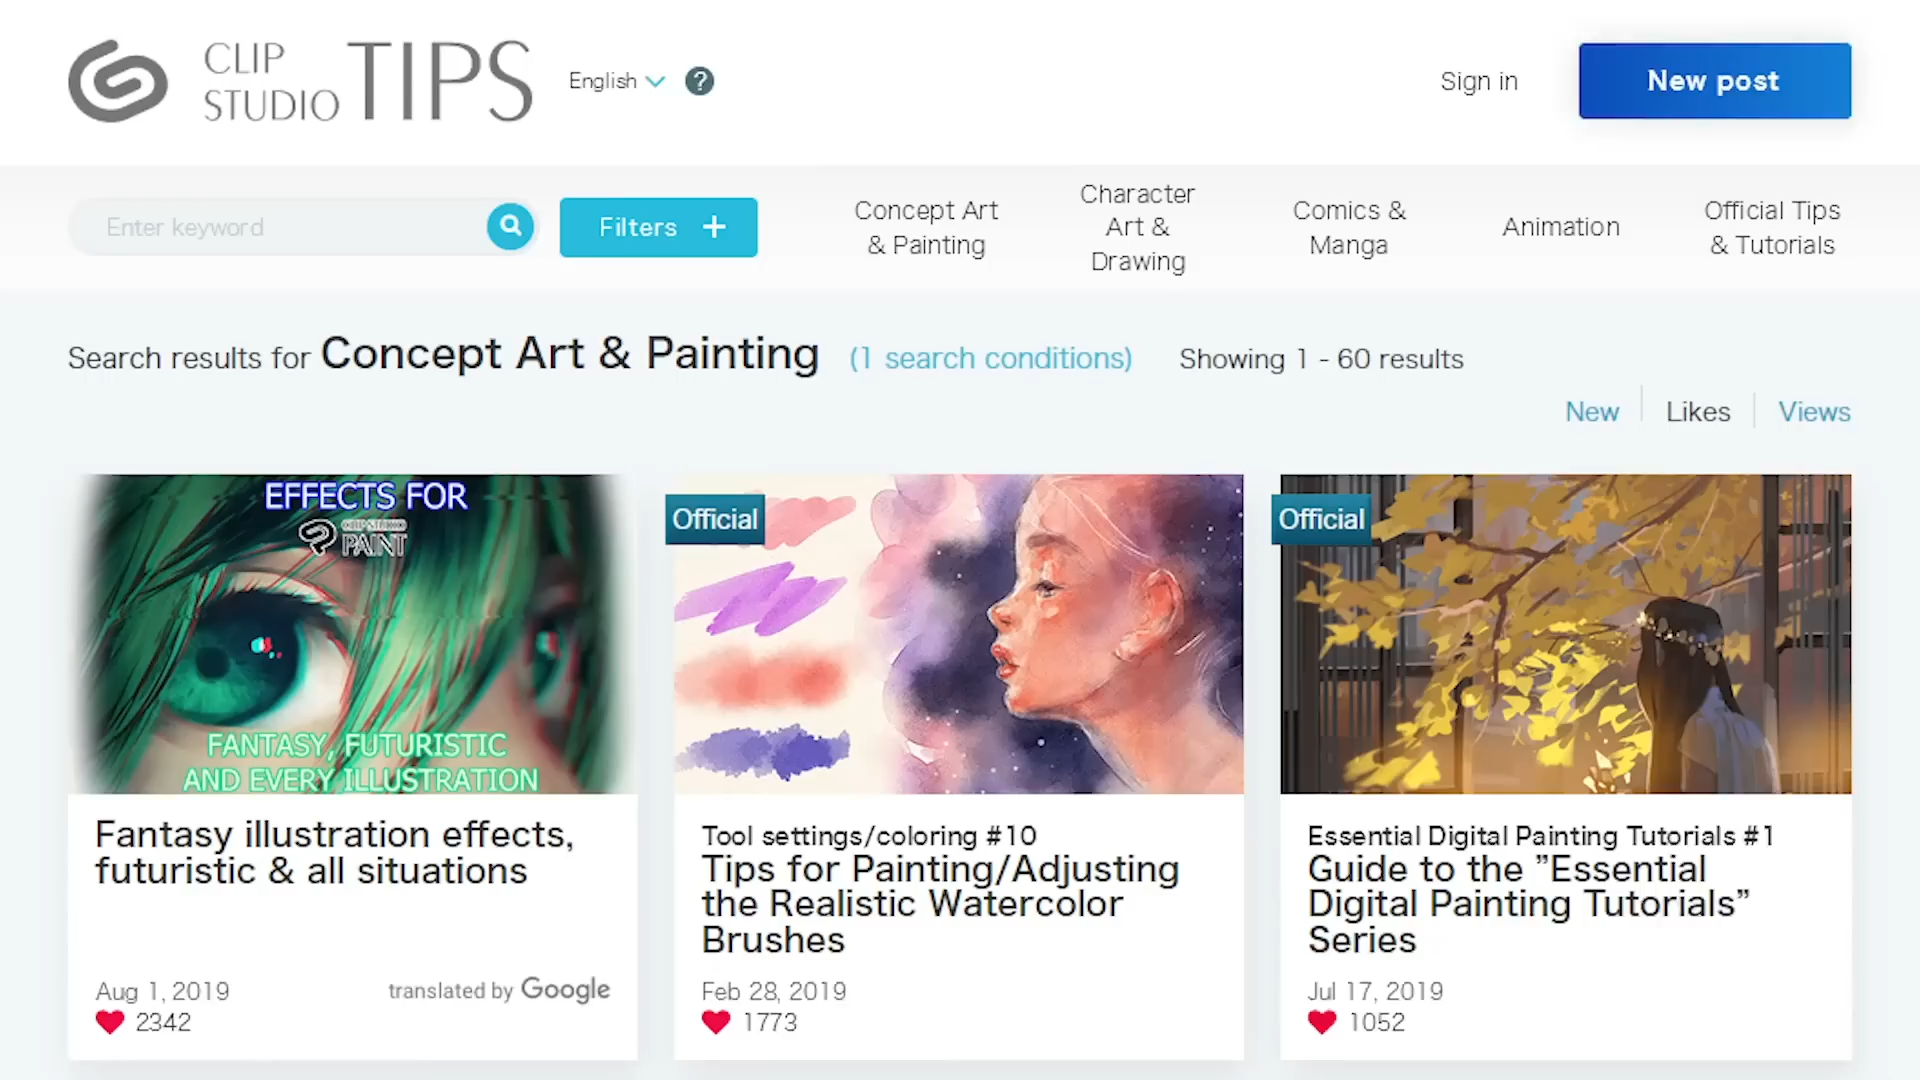 CLIP
STUDIO TIPS
English
?
Sign in
New post
Enter keyword
Filters +
Concept Art
& Painting
Character
Art &
Drawing
Comics &
Manga
Animation
Official Tips
& Tutorials
Search results for Concept Art & Painting (1 search conditions) Showing 1 - 60 results
New
Likes
Views
EFFECTS FOR
CLIP STUDIO
PAINT
FANTASY, FUTURISTIC
AND EVERY ILLUSTRATION
Fantasy illustration effects,
futuristic & all situations
Aug 1, 2019
translated by Google
2342
Official
Tool settings/coloring #10
Tips for Painting/Adjusting
the Realistic Watercolor
Brushes
Feb 28, 2019
1773
Official
Essential Digital Painting Tutorials #1
Guide to the ”Essential
Digital Painting Tutorials”
Series
Jul 17, 2019
1052